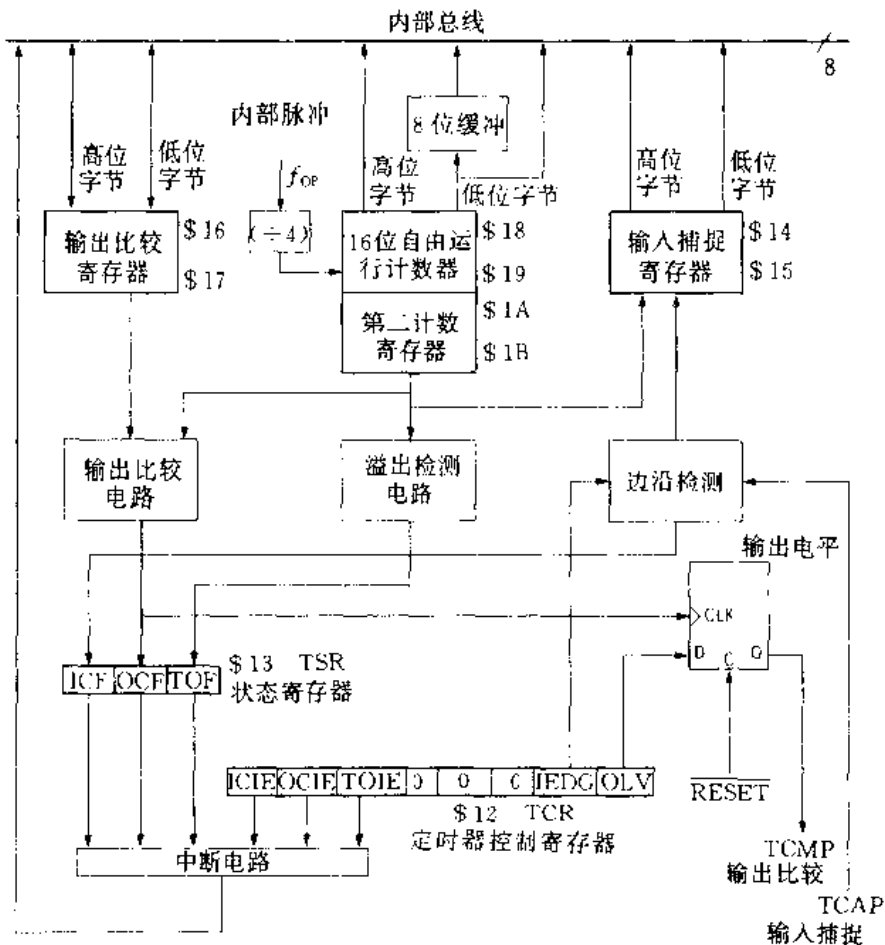 内部总线
8
内部脉冲
8位缓冲
高位
字节
低位
字节
f_OP
高位
字节
低位字节
高位
字节
低位
字节
输出比较
寄存器
$16
$17
(÷4)
16位自由运
行计数器
$18
$19
第二计数
寄存器
$1A
$1B
输入捕捉
寄存器
$14
$15
输出比较
电路
溢出检测
电路
边沿检测
输出电平
CLK
D
C
Q
ICF OCF TOF
$13 TSR
状态寄存器
ICIE OCIE TOIE 0 0 0 IEDG OLV
$12 TCR
定时器控制寄存器
RESET
中断电路
TCMP
输出比较
TCAP
输入捕捉